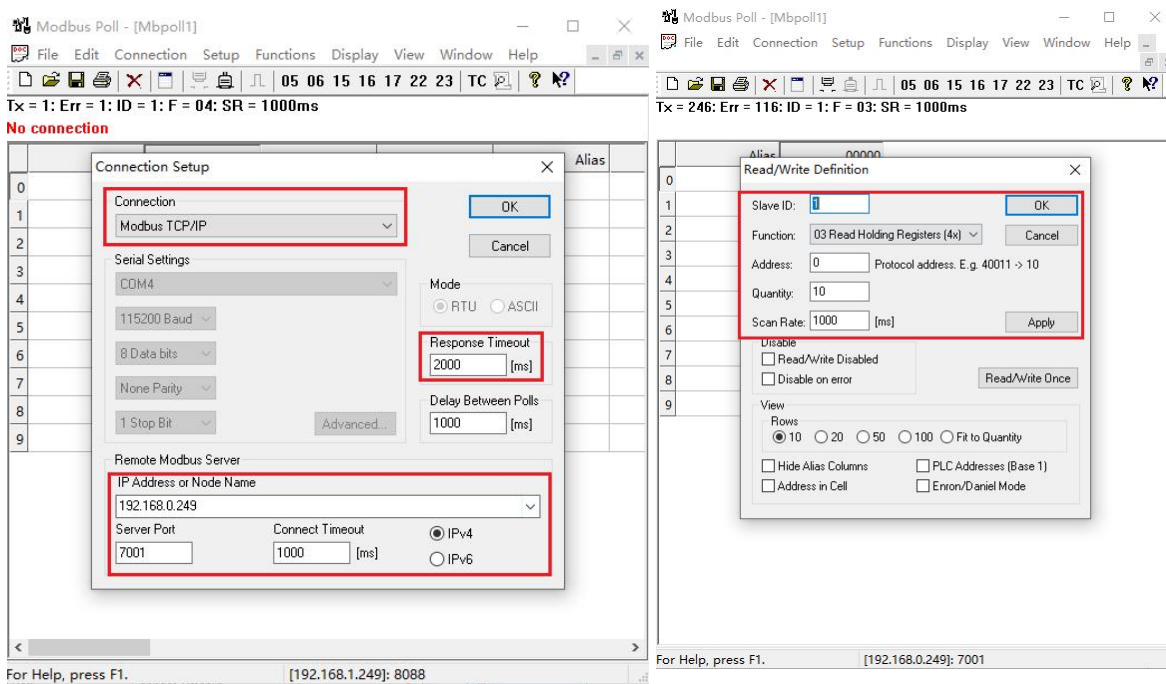 Modbus Poll - [Mbpoll1]
File Edit Connection Setup Functions Display View Window Help
05 06 15 16 17 22 23 TC
Tx = 1: Err = 1: ID = 1: F = 04: SR = 1000ms
No connection
Alias
0
1
2
3
4
5
6
7
8
9
Connection Setup
Connection
Modbus TCP/IP
OK
Cancel
Serial Settings
COM4
115200 Baud
8 Data bits
None Parity
1 Stop Bit
Advanced...
Mode
RTU ASCII
Response Timeout
2000 [ms]
Delay Between Polls
1000 [ms]
Remote Modbus Server
IP Address or Node Name
192.168.0.249
Server Port Connect Timeout
7001 1000 [ms]
IPv4
IPv6
For Help, press F1. [192.168.1.249]: 8088
Modbus Poll - [Mbpoll1]
File Edit Connection Setup Functions Display View Window Help
05 06 15 16 17 22 23 TC
Tx = 246: Err = 116: ID = 1: F = 03: SR = 1000ms
Alias 00000
0
1
2
3
4
5
6
7
8
9
Read/Write Definition
Slave ID: 1 OK
Function: 03 Read Holding Registers (4x) Cancel
Address: 0 Protocol address. E.g. 40011 -> 10
Quantity: 10
Scan Rate: 1000 [ms] Apply
Disable
Read/Write Disabled
Disable on error
Read/Write Once
View
Rows
10 20 50 100 Fit to Quantity
Hide Alias Columns PLC Addresses (Base 1)
Address in Cell Enron/Daniel Mode
For Help, press F1. [192.168.0.249]: 7001